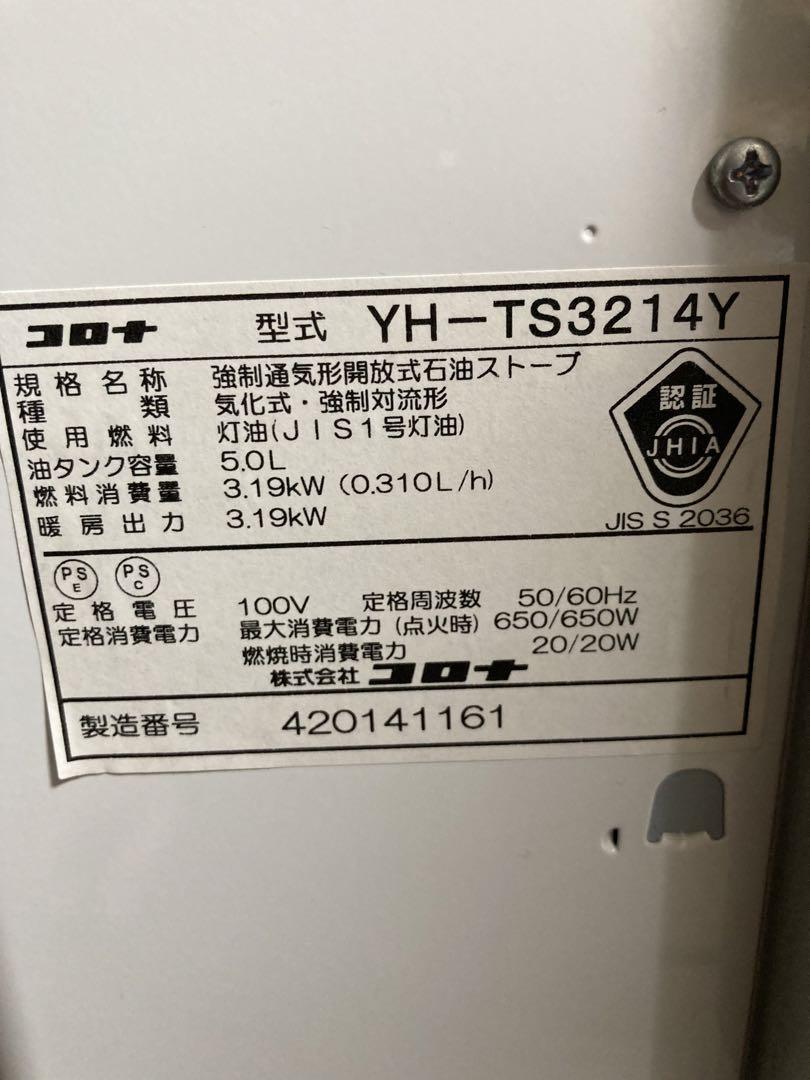 コロナ 型式 YH-TS3214Y
規格名称 強制通気形開放式石油ストーブ
種類 気化式・強制対流形
使用燃料 灯油(JIS1号灯油)
油タンク容量 5.0L
燃料消費量 3.19kW (0.310L/h)
暖房出力 3.19kW
認証
JHIA
JIS S 2036
PS E PS C
定格電圧 100V 定格周波数 50/60Hz
定格消費電力 最大消費電力(点火時) 650/650W
燃焼時消費電力 20/20W
株式会社 コロナ
製造番号 420141161